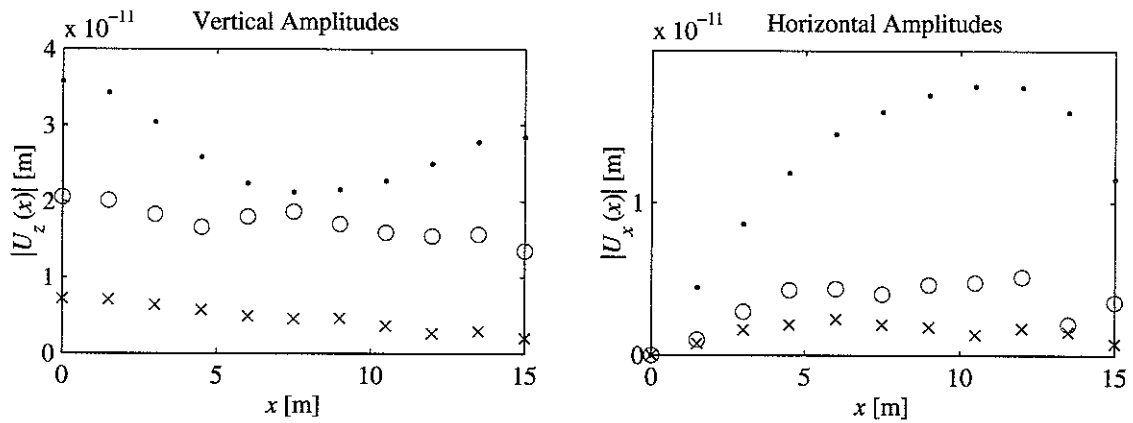 Vertical Amplitudes
x 10⁻¹¹
4
3
2
1
0
|U_z(x)| [m]
0 5 10 15
x [m]
Horizontal Amplitudes
x 10⁻¹¹
1
0
|U_x(x)| [m]
0 5 10 15
x [m]